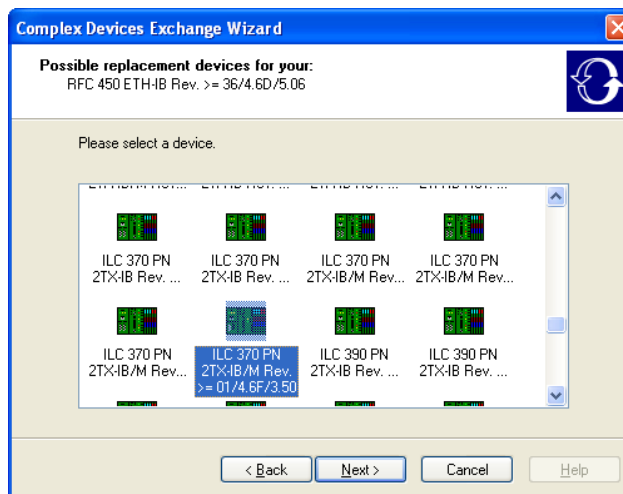 Complex Devices Exchange Wizard
Possible replacement devices for your:
RFC 450 ETH-IB Rev. >= 36/4.6D/5.06
Please select a device.
ILC 370 PN
2TX-IB Rev. ...
ILC 370 PN
2TX-IB Rev. ...
ILC 370 PN
2TX-IB/M Rev...
ILC 370 PN
2TX-IB/M Rev...
ILC 370 PN
2TX-IB/M Rev...
ILC 370 PN
2TX-IB/M Rev.
>= 01/4.6F/3.50
ILC 390 PN
2TX-IB Rev. ...
ILC 390 PN
2TX-IB Rev. ...
< Back
Next >
Cancel
Help